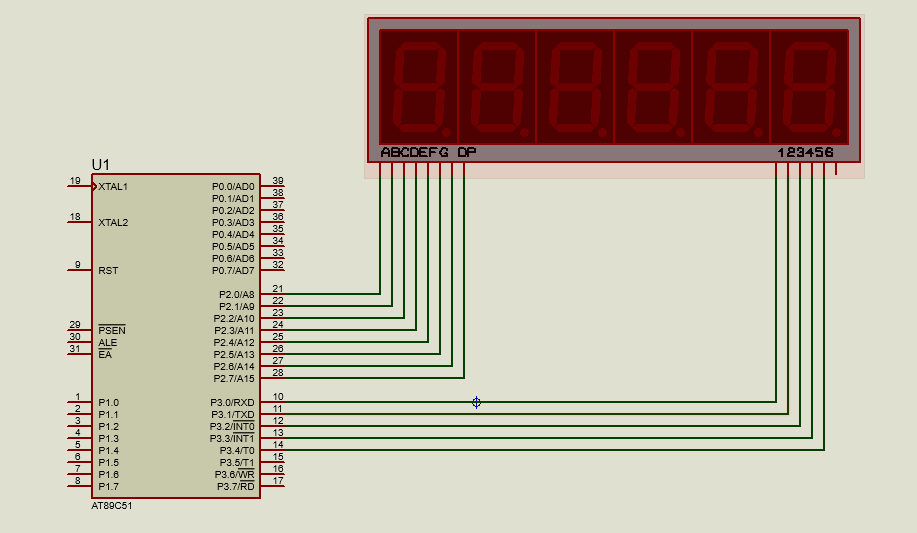 ABCDEFG DP
123456
U1
19
XTAL1
18
XTAL2
9
RST
29
PSEN
30
ALE
31
EA
1
P1.0
2
P1.1
3
P1.2
4
P1.3
5
P1.4
6
P1.5
7
P1.6
8
P1.7
P0.0/AD0
39
P0.1/AD1
38
P0.2/AD2
37
P0.3/AD3
36
P0.4/AD4
35
P0.5/AD5
34
P0.6/AD6
33
P0.7/AD7
32
P2.0/A8
21
P2.1/A9
22
P2.2/A10
23
P2.3/A11
24
P2.4/A12
25
P2.5/A13
26
P2.6/A14
27
P2.7/A15
28
P3.0/RXD
10
P3.1/TXD
11
P3.2/INT0
12
P3.3/INT1
13
P3.4/T0
14
P3.5/T1
15
P3.6/WR
16
P3.7/RD
17
AT89C51